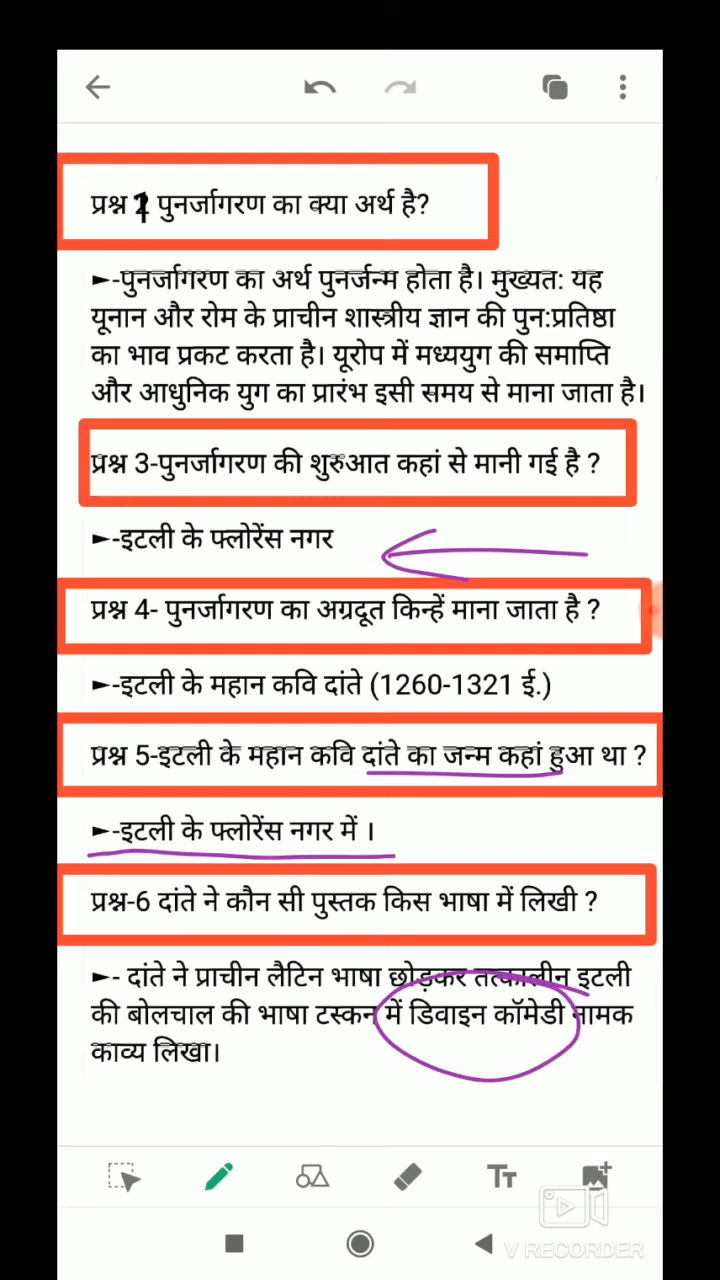 प्रश्न 1 पुनर्जागरण का क्या अर्थ है?
►-पुनर्जागरण का अर्थ पुनर्जन्म होता है। मुख्यत: यह
यूनान और रोम के प्राचीन शास्त्रीय ज्ञान की पुन:प्रतिष्ठा
का भाव प्रकट करता है। यूरोप में मध्ययुग की समाप्ति
और आधुनिक युग का प्रारंभ इसी समय से माना जाता है।
प्रश्न 3-पुनर्जागरण की शुरुआत कहां से मानी गई है ?
►-इटली के फ्लोरेंस नगर
प्रश्न 4- पुनर्जागरण का अग्रदूत किन्हें माना जाता है ?
►-इटली के महान कवि दांते (1260-1321 ई.)
प्रश्न 5-इटली के महान कवि दांते का जन्म कहां हुआ था ?
►-इटली के फ्लोरेंस नगर में ।
प्रश्न-6 दांते ने कौन सी पुस्तक किस भाषा में लिखी ?
►- दांते ने प्राचीन लैटिन भाषा छोड़कर तत्कालीन इटली
की बोलचाल की भाषा टस्कन में डिवाइन कॉमेडी नामक
काव्य लिखा।
Tт
V RECORDER